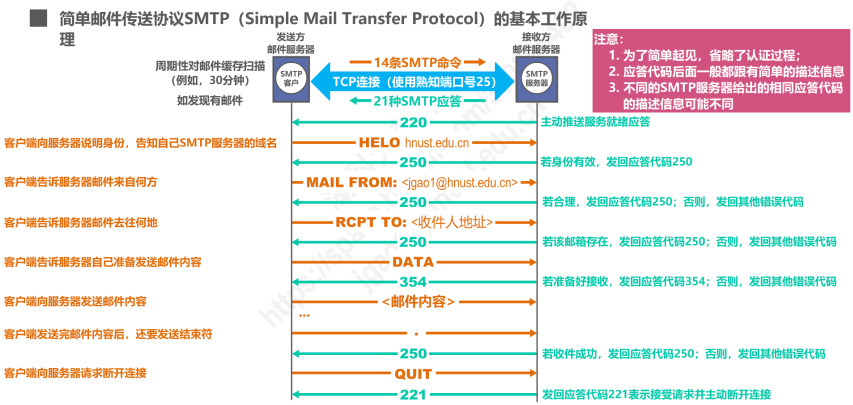 简单邮件传送协议SMTP（Simple Mail Transfer Protocol）的基本工作原
理
发送方
邮件服务器
接收方
邮件服务器
注意：
1. 为了简单起见，省略了认证过程；
2. 应答代码后面一般都跟有简单的描述信息
3. 不同的SMTP服务器给出的相同应答代码
的描述信息可能不同
周期性对邮件缓存扫描
（例如，30分钟）
如发现有邮件
SMTP
客户
14条SMTP命令
TCP连接（使用熟知端口号25）
21种SMTP应答
SMTP
服务器
220
主动推送服务就绪应答
客户端向服务器说明身份，告知自己SMTP服务器的域名
HELO hnust.edu.cn
250
若身份有效，发回应答代码250
客户端告诉服务器邮件来自何方
MAIL FROM: <jgao1@hnust.edu.cn>
250
若合理，发回应答代码250；否则，发回其他错误代码
客户端告诉服务器邮件去往何地
RCPT TO: <收件人地址>
250
若该邮箱存在，发回应答代码250；否则，发回其他错误代码
客户端告诉服务器自己准备发送邮件内容
DATA
354
若准备好接收，发回应答代码354；否则，发回其他错误代码
客户端向服务器发送邮件内容
<邮件内容>
...
客户端发送完邮件内容后，还要发送结束符
.
250
若收件成功，发回应答代码250；否则，发回其他错误代码
客户端向服务器请求断开连接
QUIT
221
发回应答代码221表示接受请求并主动断开连接